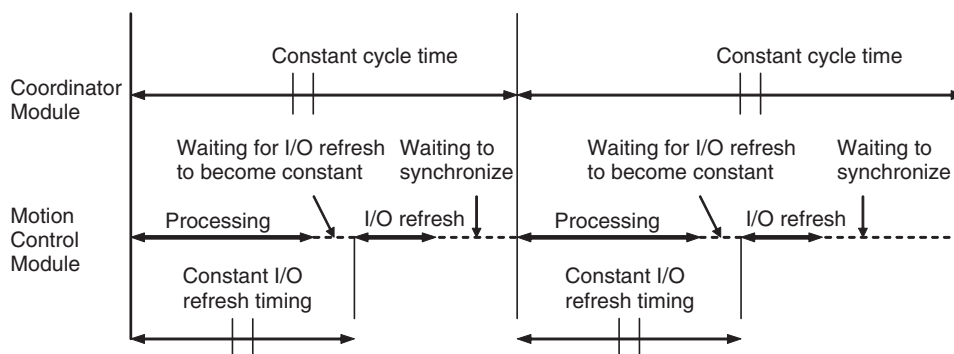 Constant cycle time
Constant cycle time
Coordinator
Module
Waiting for I/O refresh
to become constant
Waiting to
synchronize
Waiting for I/O refresh
to become constant
Waiting to
synchronize
Motion
Control
Module
Processing
I/O refresh
Processing
I/O refresh
Constant I/O
refresh timing
Constant I/O
refresh timing